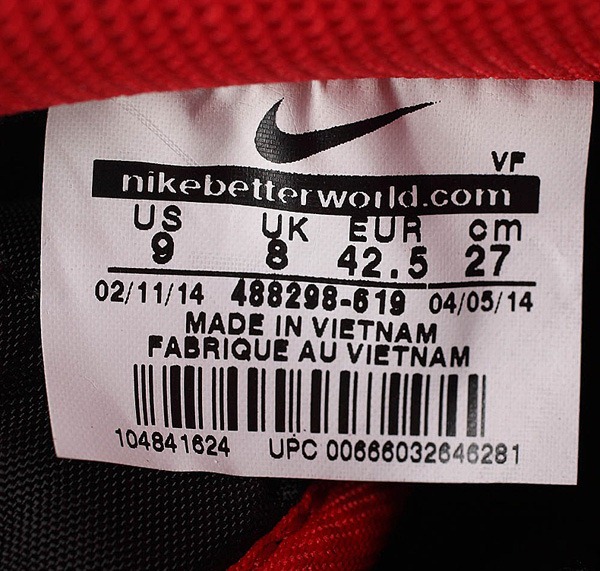 VF
nikebetterworld.com
US UK EUR cm
9 8 42.5 27
02/11/14 488298-619 04/05/14
MADE IN VIETNAM
FABRIQUE AU VIETNAM
104841624 UPC 00666032646281